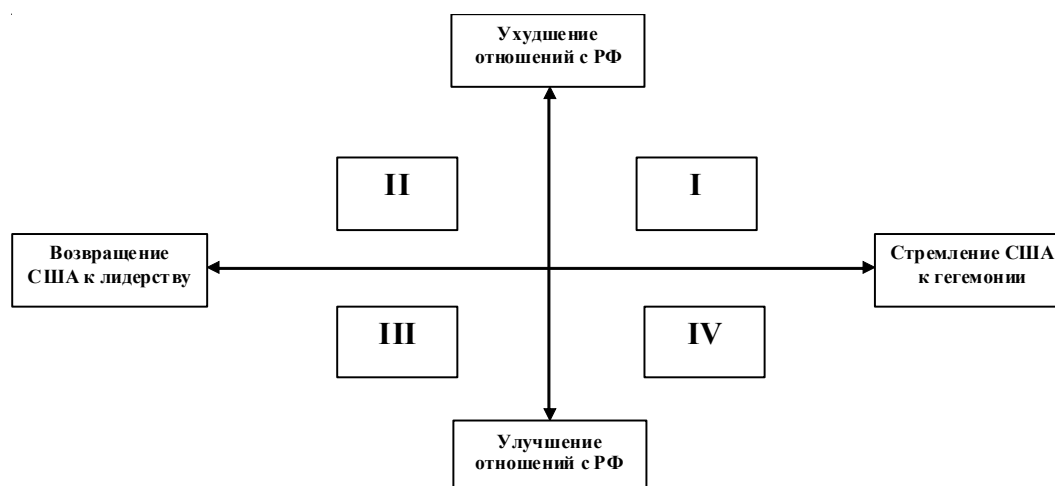 Ухудшение
отношений с РФ
II
I
Возвращение
США к лидерству
Стремление США
к гегемонии
III
IV
Улучшение
отношений с РФ